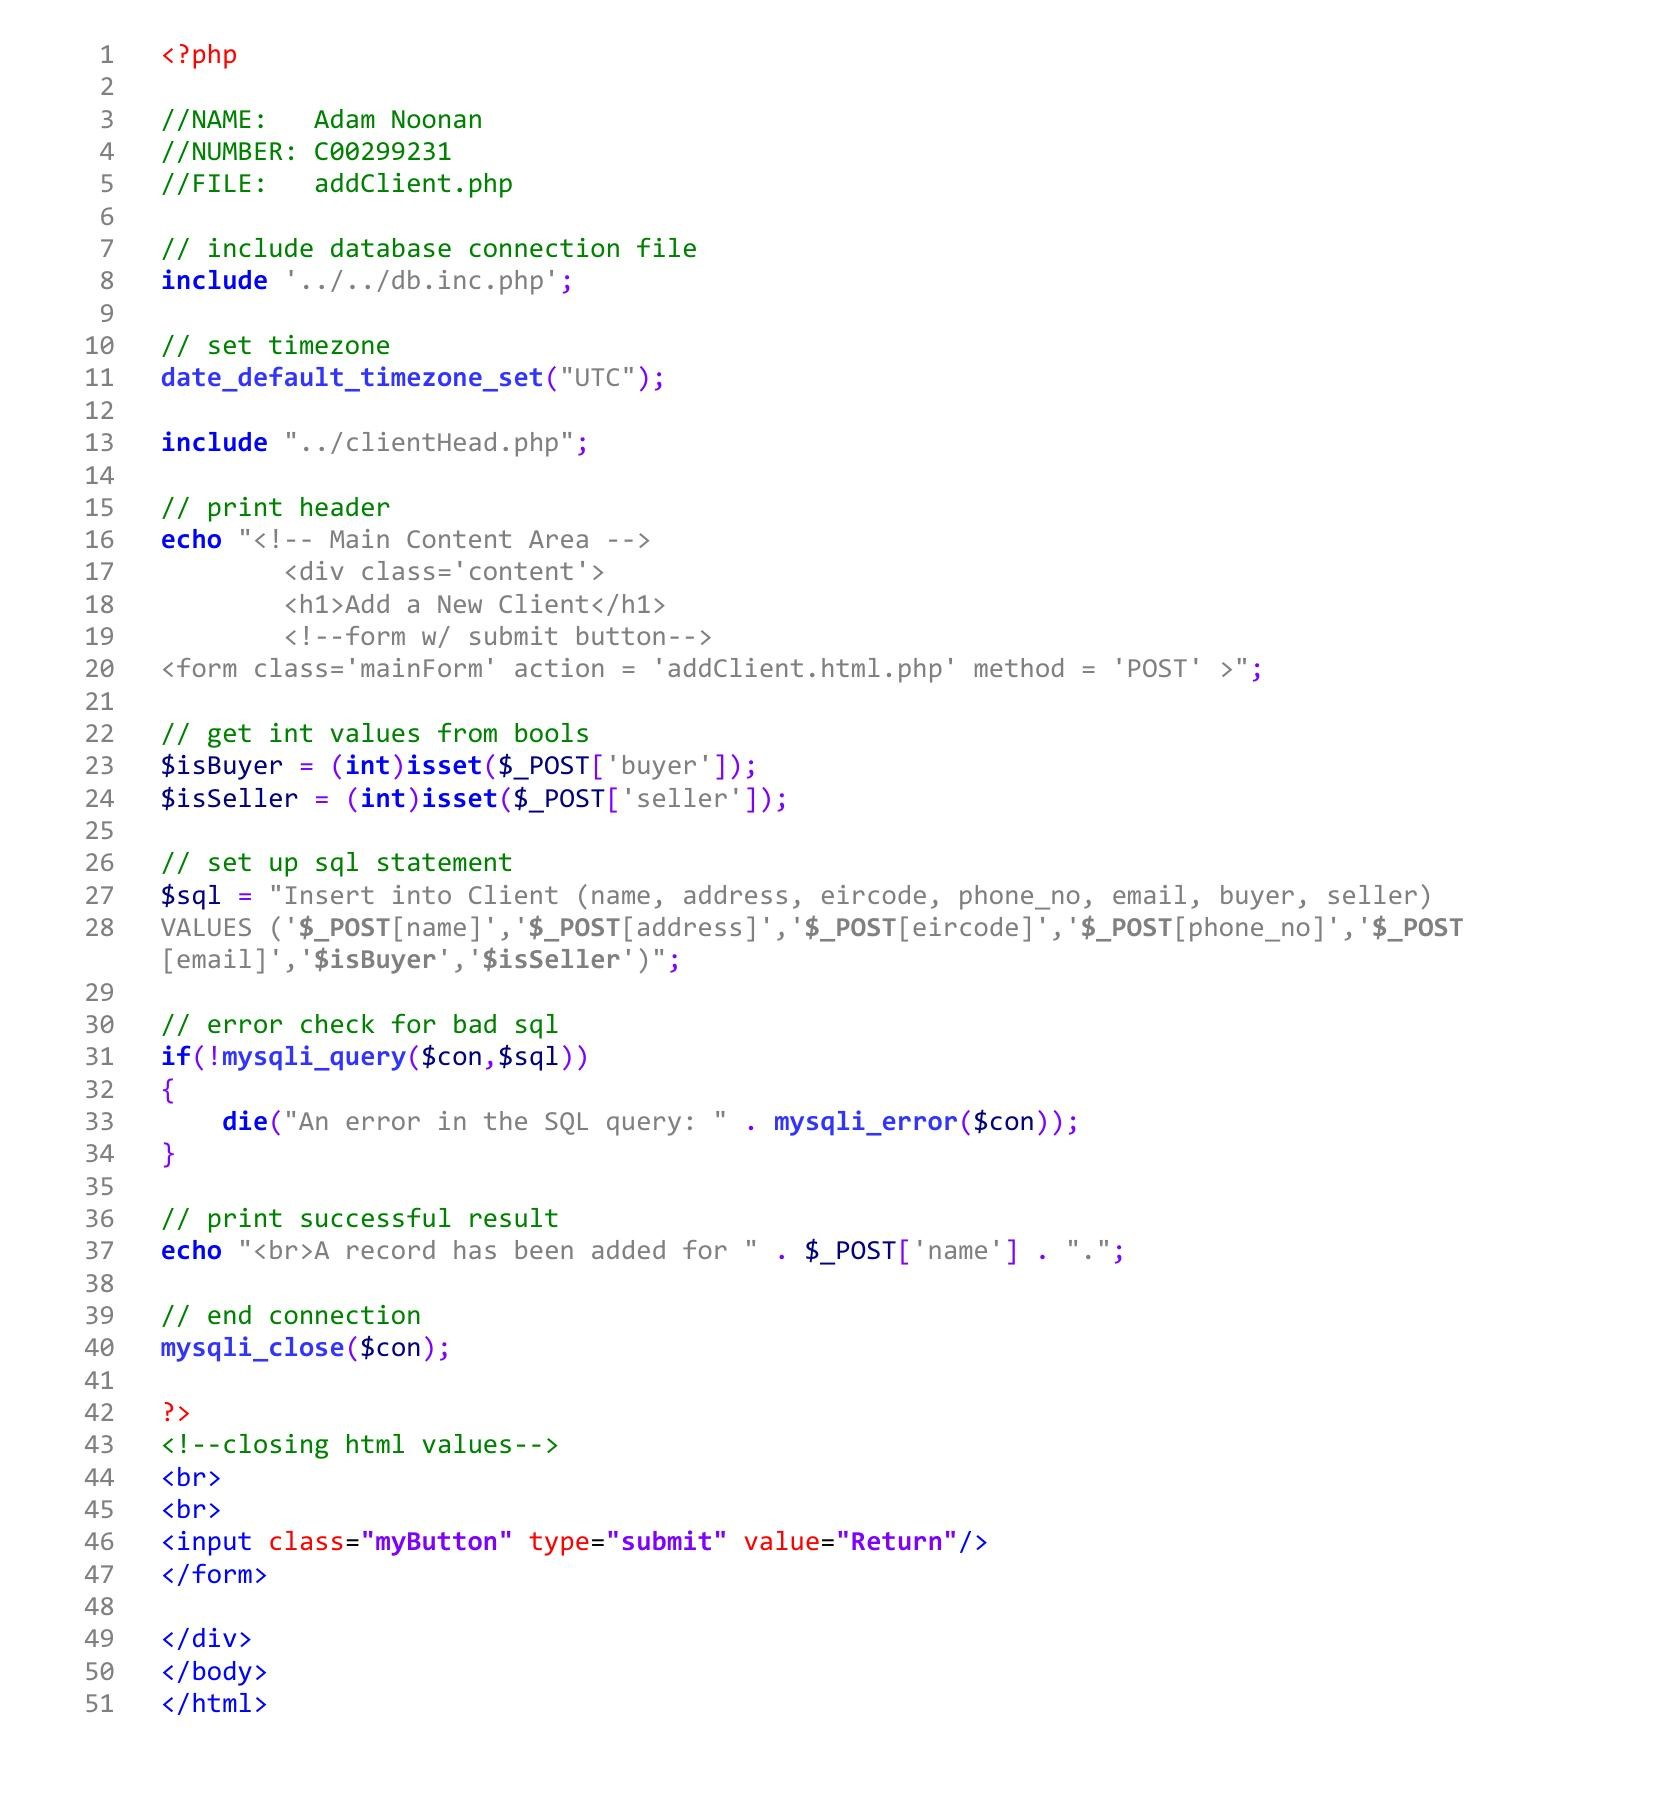 1 <?php
2
3 //NAME:   Adam Noonan
4 //NUMBER: C00299231
5 //FILE:   addClient.php
6
7 // include database connection file
8 include '../../db.inc.php';
9
10 // set timezone
11 date_default_timezone_set("UTC");
12
13 include "../clientHead.php";
14
15 // print header
16 echo "<!-- Main Content Area -->
17         <div class='content'>
18         <h1>Add a New Client</h1>
19         <!--form w/ submit button-->
20 <form class='mainForm' action = 'addClient.html.php' method = 'POST' >";
21
22 // get int values from bools
23 $isBuyer = (int)isset($_POST['buyer']);
24 $isSeller = (int)isset($_POST['seller']);
25
26 // set up sql statement
27 $sql = "Insert into Client (name, address, eircode, phone_no, email, buyer, seller)
28 VALUES ('$_POST[name]','$_POST[address]','$_POST[eircode]','$_POST[phone_no]','$_POST
[email]','$isBuyer','$isSeller')";
29
30 // error check for bad sql
31 if(!mysqli_query($con,$sql))
32 {
33     die("An error in the SQL query: " . mysqli_error($con));
34 }
35
36 // print successful result
37 echo "<br>A record has been added for " . $_POST['name'] . ".";
38
39 // end connection
40 mysqli_close($con);
41
42 ?>
43 <!--closing html values-->
44 <br>
45 <br>
46 <input class="myButton" type="submit" value="Return"/>
47 </form>
48
49 </div>
50 </body>
51 </html>